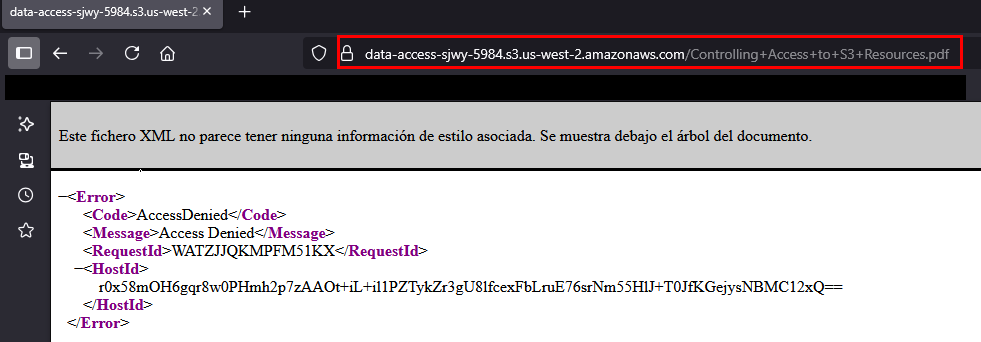 data-access-sjwy-5984.s3.us-west-2
data-access-sjwy-5984.s3.us-west-2.amazonaws.com/Controlling+Access+to+S3+Resources.pdf
Este fichero XML no parece tener ninguna información de estilo asociada. Se muestra debajo el árbol del documento.
−<Error>
<Code>AccessDenied</Code>
<Message>Access Denied</Message>
<RequestId>WATZJJQKMPFM51KX</RequestId>
−<HostId>
r0x58mOH6gqr8w0PHmh2p7zAAOt+iL+il1PZTykZr3gU8lfcexFbLruE76srNm55HlJ+T0JfKGejysNBMC12xQ==
</HostId>
</Error>